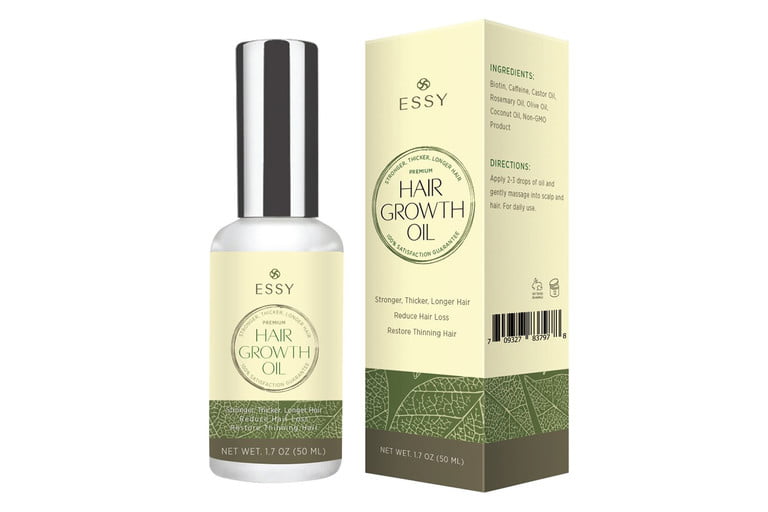 ESSY
STRONGER, THICKER, LONGER HAIR
PREMIUM
HAIR
GROWTH
OIL
100% SATISFACTION GUARANTEE
Stronger, Thicker, Longer Hair
Reduce Hair Loss
Restore Thinning Hair
NET WET. 1.7 OZ (50 ML)
ESSY
STRONGER, THICKER, LONGER HAIR
PREMIUM
HAIR
GROWTH
OIL
100% SATISFACTION GUARANTEE
Stronger, Thicker, Longer Hair
Reduce Hair Loss
Restore Thinning Hair
NET WET. 1.7 OZ (50 ML)
INGREDIENTS:
Biotin, Caffeine, Castor Oil,
Rosemary Oil, Olive Oil,
Coconut Oil, Non-GMO
Product
DIRECTIONS:
Apply 2-3 drops of oil and
gently massage into scalp and
hair. For daily use.
7 09327 83797 8